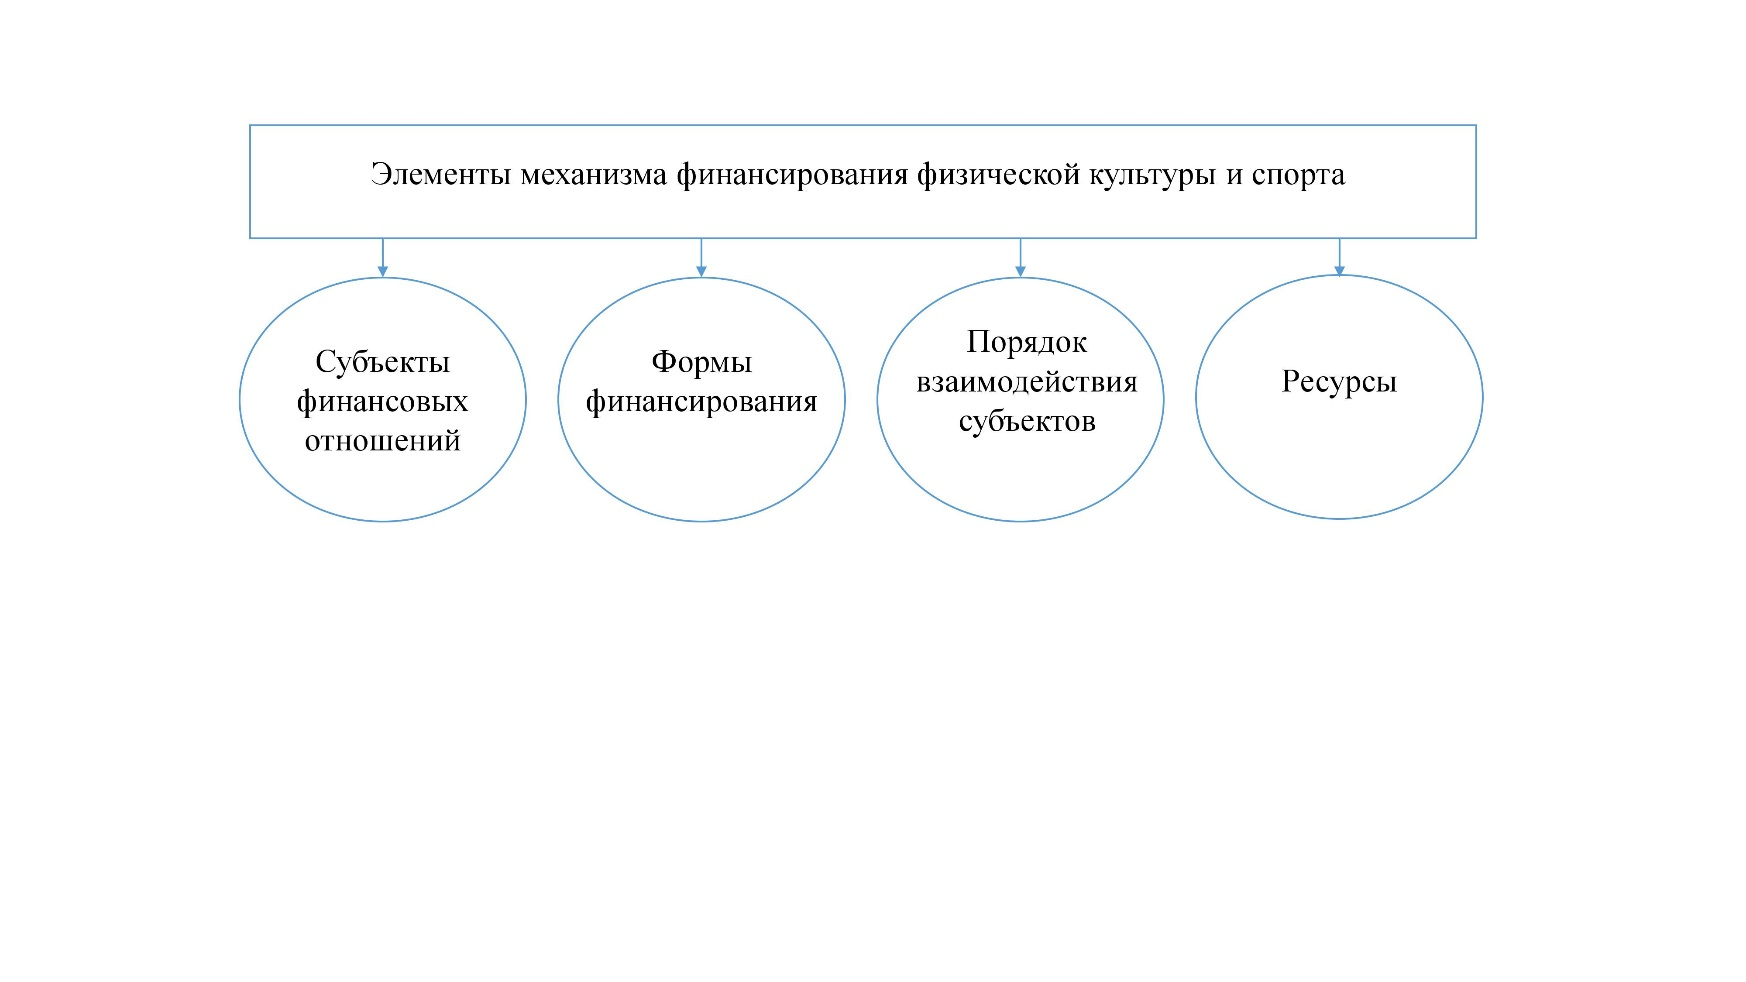 Элементы механизма финансирования физической культуры и спорта
Субъекты
финансовых
отношений
Формы
финансирования
Порядок
взаимодействия
субъектов
Ресурсы